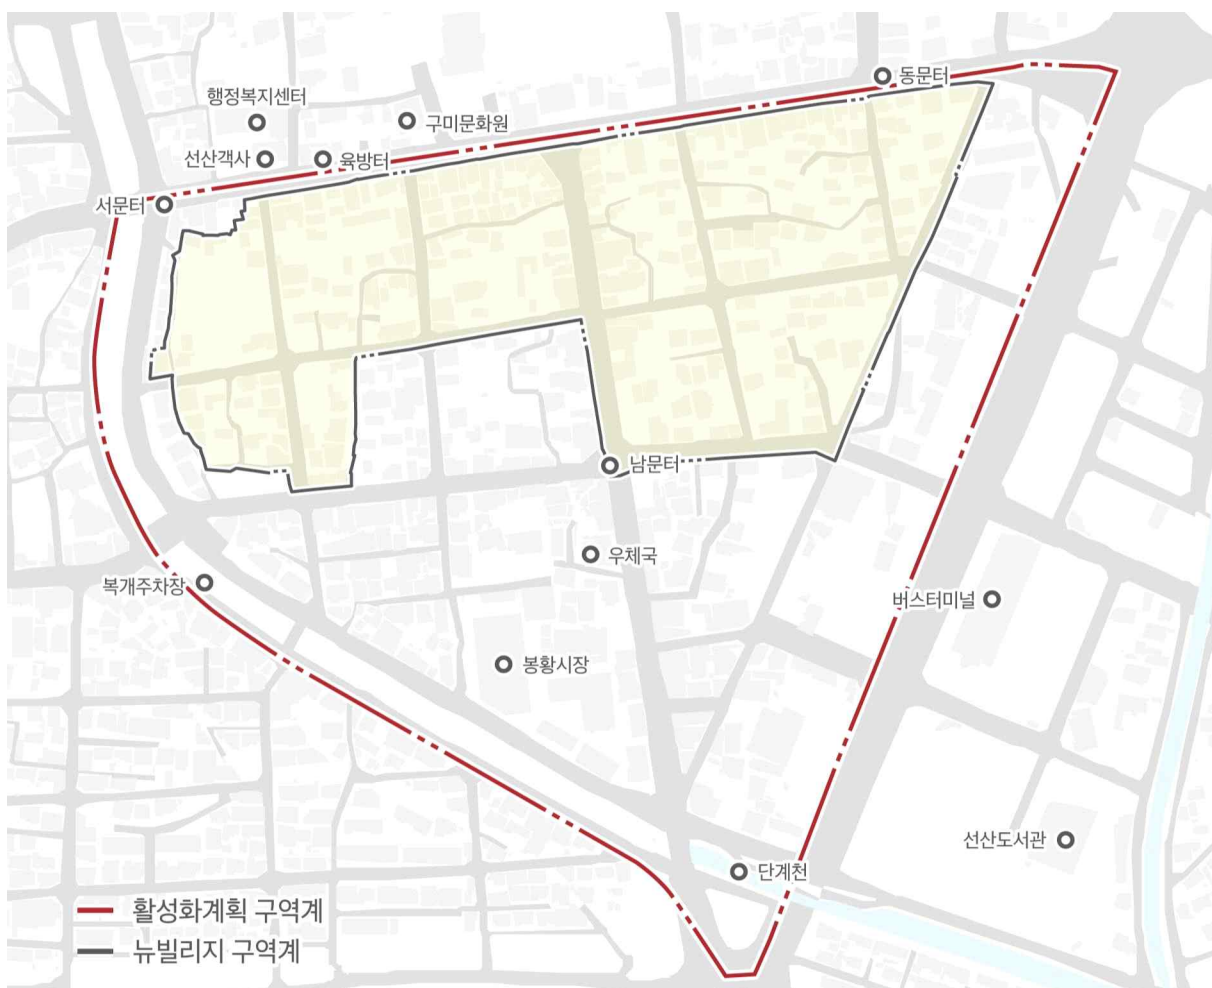 동문터
행정복지센터
구미문화원
선산객사
육방터
서문터
남문터
우체국
복개주차장
버스터미널
봉황시장
선산도서관
단계천
활성화계획 구역계
뉴빌리지 구역계